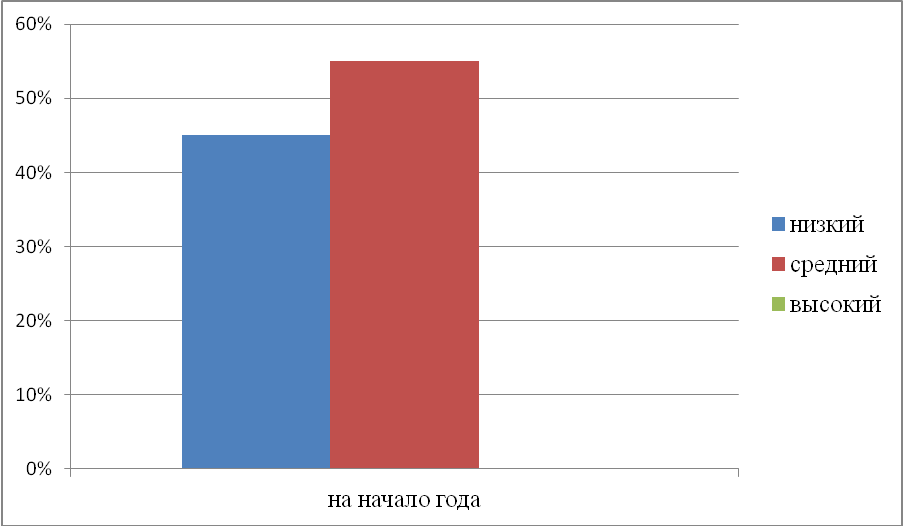 60%
50%
40%
30%
20%
10%
0%
на начало года
низкий
средний
высокий